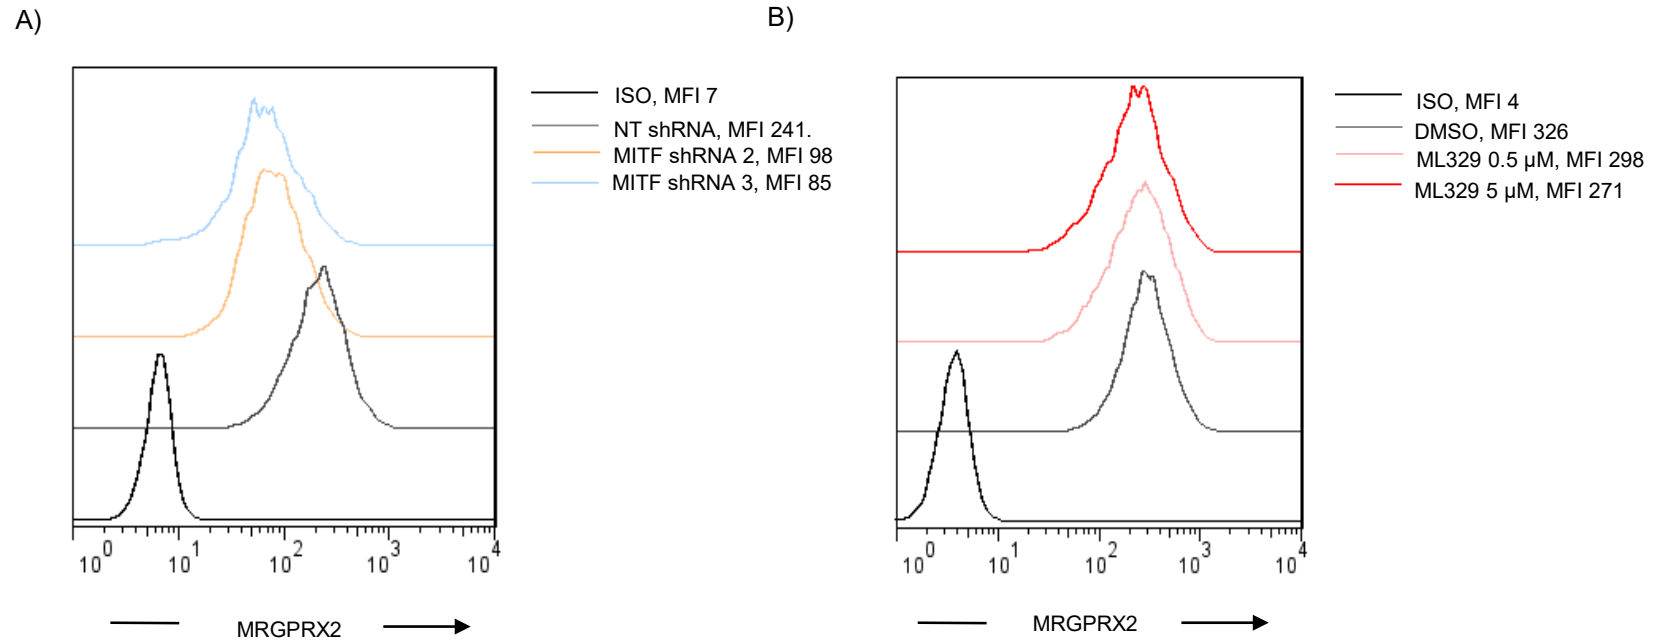 A)
ISO, MFI 7
NT shRNA, MFI 241.
MITF shRNA 2, MFI 98
MITF shRNA 3, MFI 85
10^0 10^1 10^2 10^3 10^4
MRGPRX2
B)
ISO, MFI 4
DMSO, MFI 326
ML329 0.5 µM, MFI 298
ML329 5 µM, MFI 271
10^0 10^1 10^2 10^3 10^4
MRGPRX2